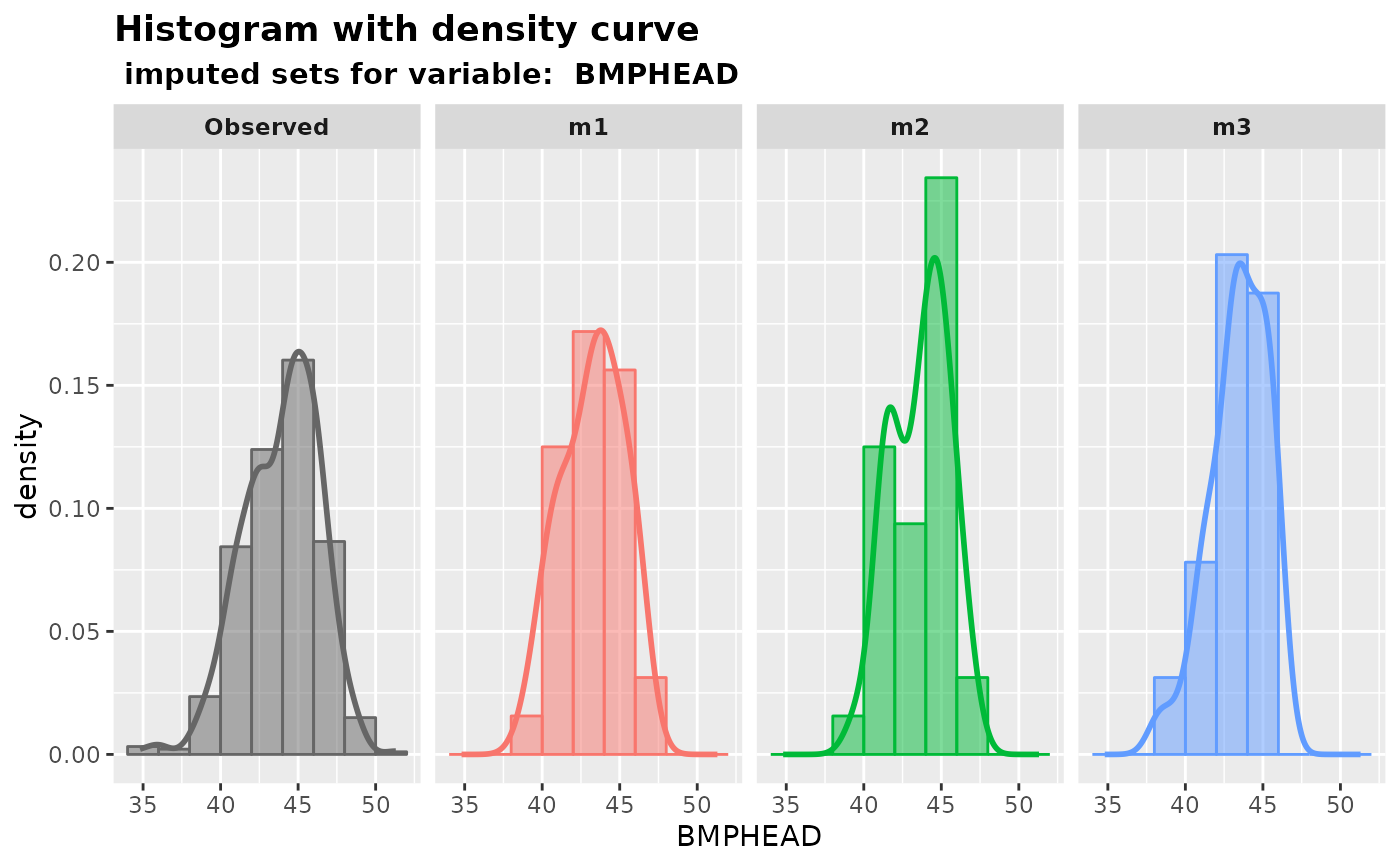 Histogram with density curve
imputed sets for variable:  BMPHEAD
Observed m1 m2 m3
0.20
0.15
0.10
0.05
0.00
density
35 40 45 50 35 40 45 50 35 40 45 50 35 40 45 50
BMPHEAD